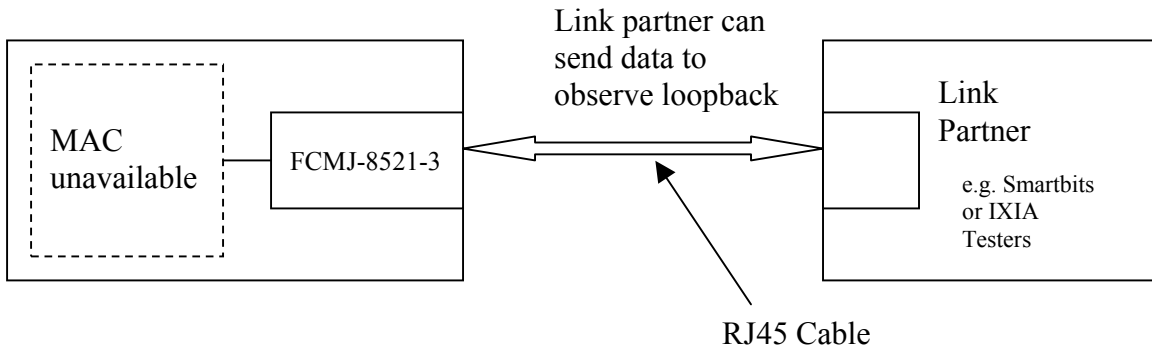 Link partner can
send data to
observe loopback
MAC
unavailable
FCMJ-8521-3
Link
Partner
e.g. Smartbits
or IXIA
Testers
RJ45 Cable